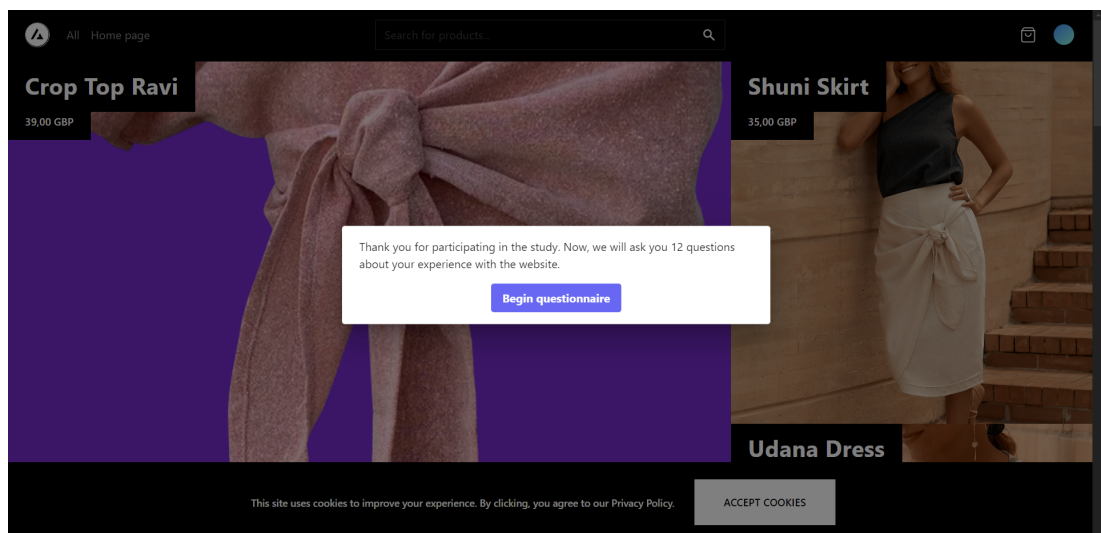 All Home page
Search for products...
Crop Top Ravi
39,00 GBP
Shuni Skirt
35,00 GBP
Thank you for participating in the study. Now, we will ask you 12 questions
about your experience with the website.
Begin questionnaire
Udana Dress
This site uses cookies to improve your experience. By clicking, you agree to our Privacy Policy.
ACCEPT COOKIES